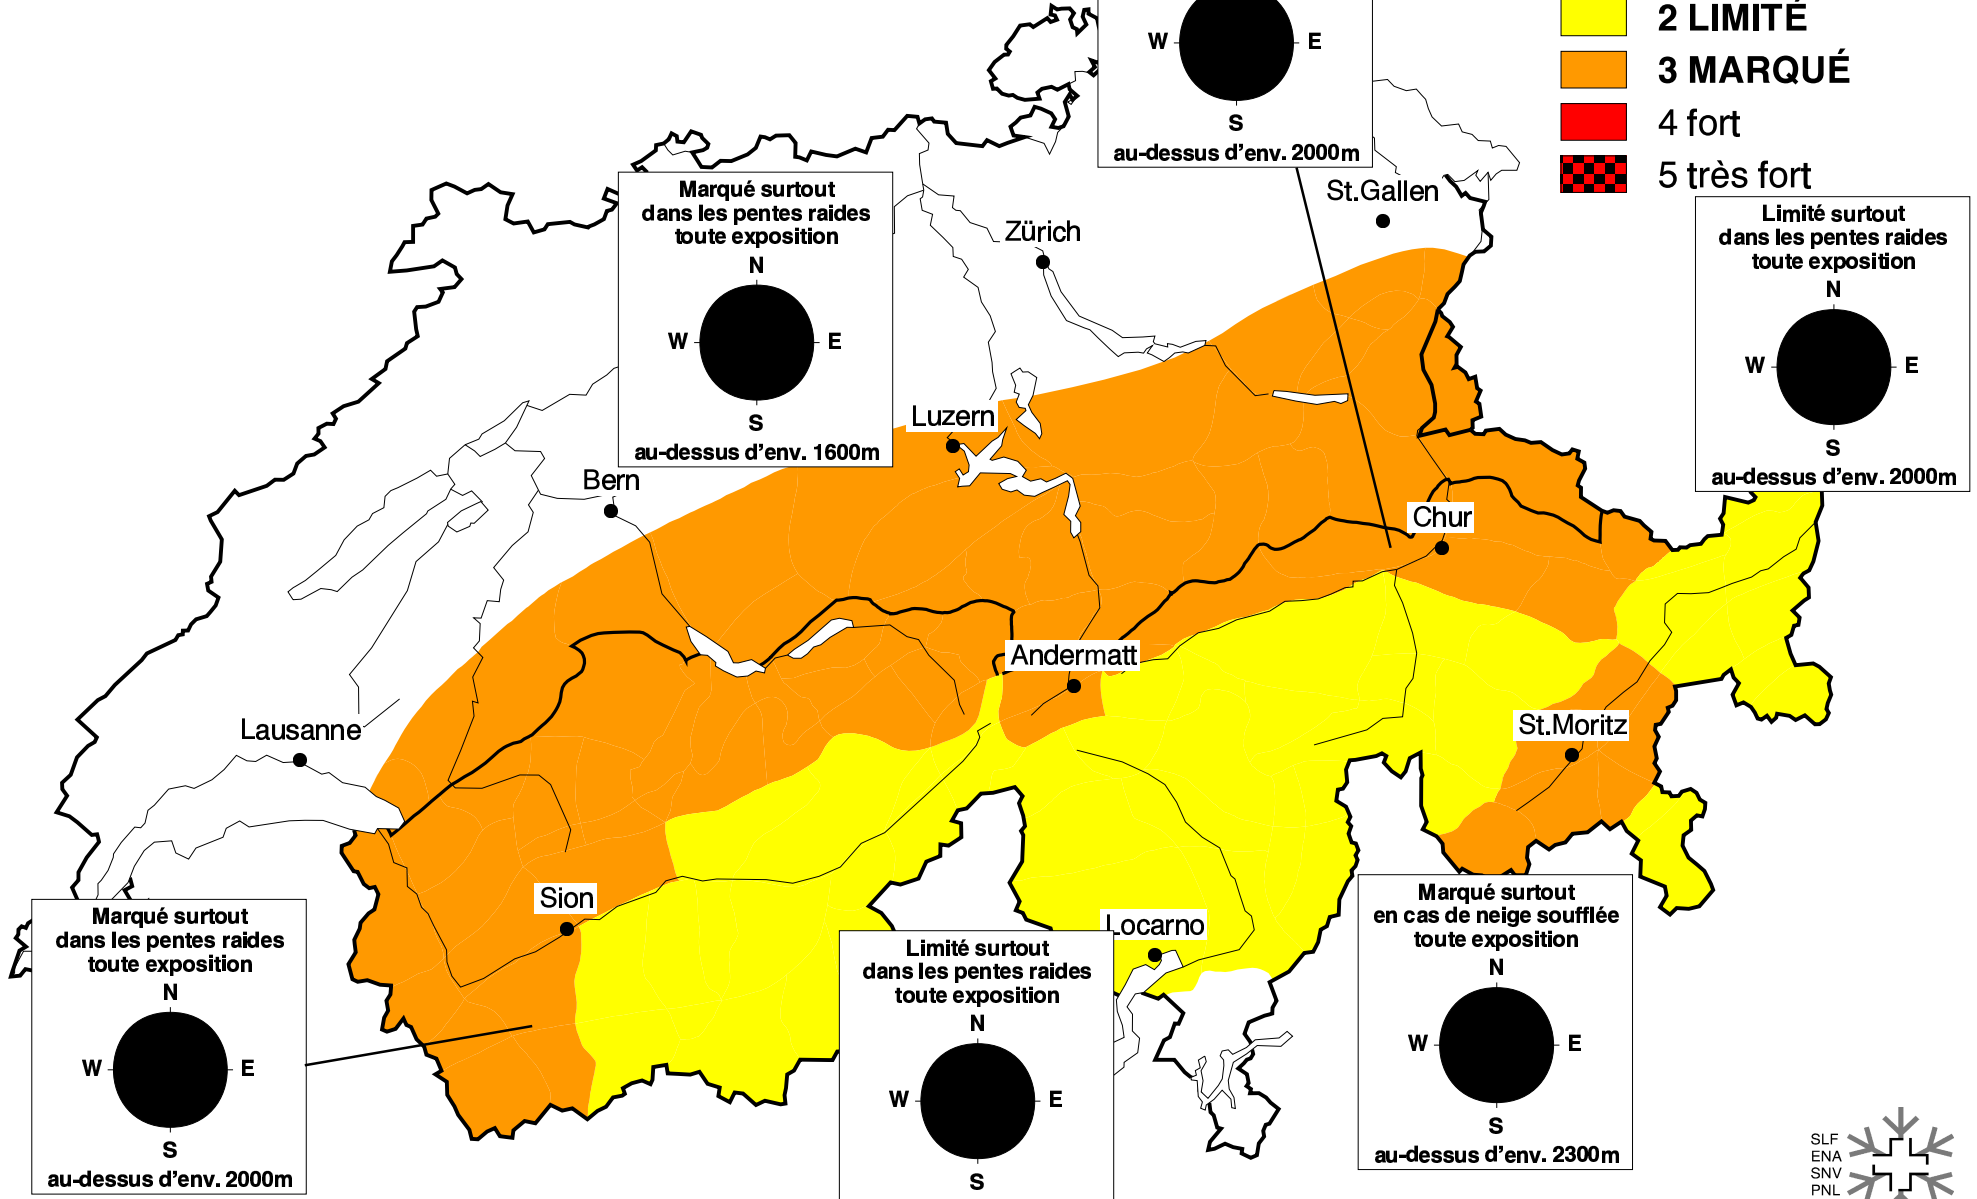 2 LIMITÉ
3 MARQUÉ
4 fort
5 très fort
W E
S
au-dessus d'env. 2000m
Marqué surtout
dans les pentes raides
toute exposition
N
W E
S
au-dessus d'env. 1600m
Limité surtout
dans les pentes raides
toute exposition
N
W E
S
au-dessus d'env. 2000m
St.Gallen
Zürich
Luzern
Bern
Chur
Andermatt
Lausanne
St.Moritz
Sion
Locarno
Marqué surtout
dans les pentes raides
toute exposition
N
W E
S
au-dessus d'env. 2000m
Limité surtout
dans les pentes raides
toute exposition
N
W E
S
Marqué surtout
en cas de neige soufflée
toute exposition
N
W E
S
au-dessus d'env. 2300m
SLF
ENA
SNV
PNL